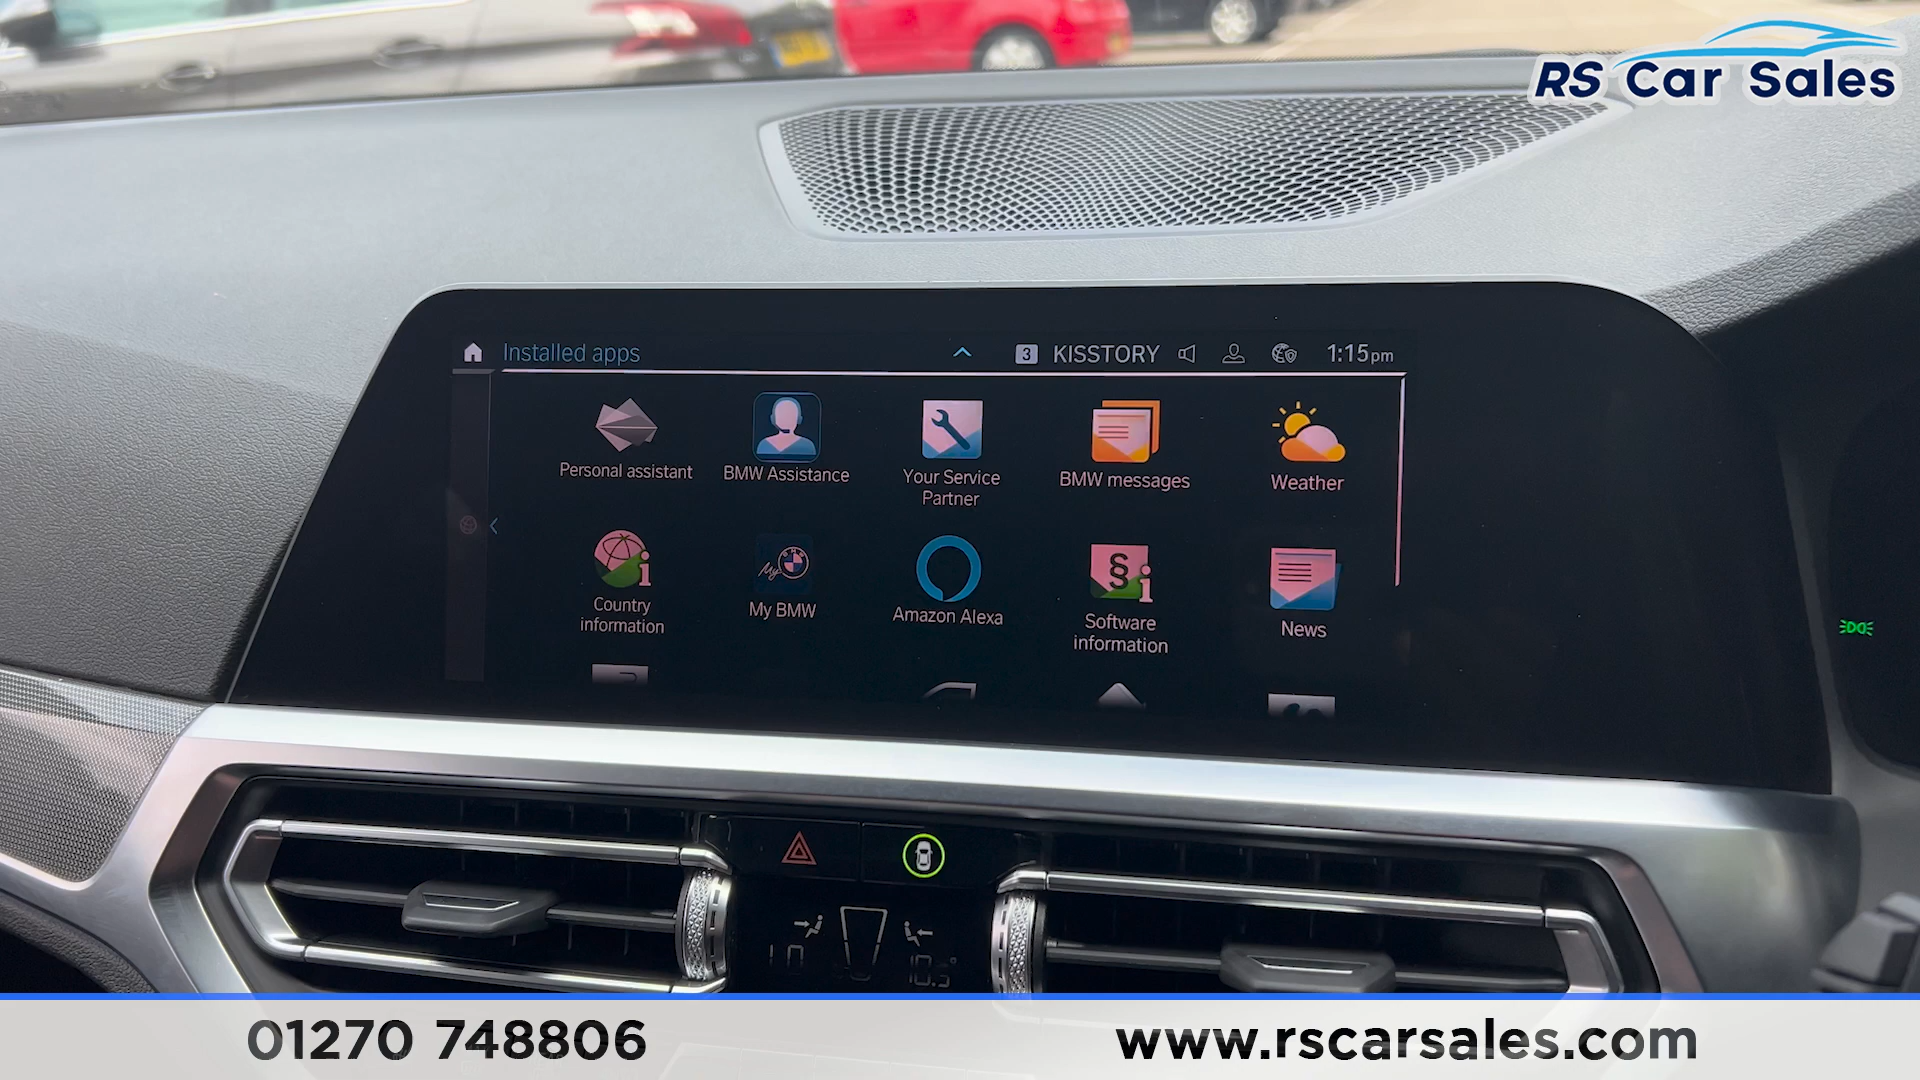 RS Car Sales
Installed apps
3 KISSTORY 1:15pm
Personal assistant
BMW Assistance
Your Service
Partner
BMW messages
Weather
Country
information
My BMW
Amazon Alexa
Software
information
News
01270 748806
www.rscarsales.com